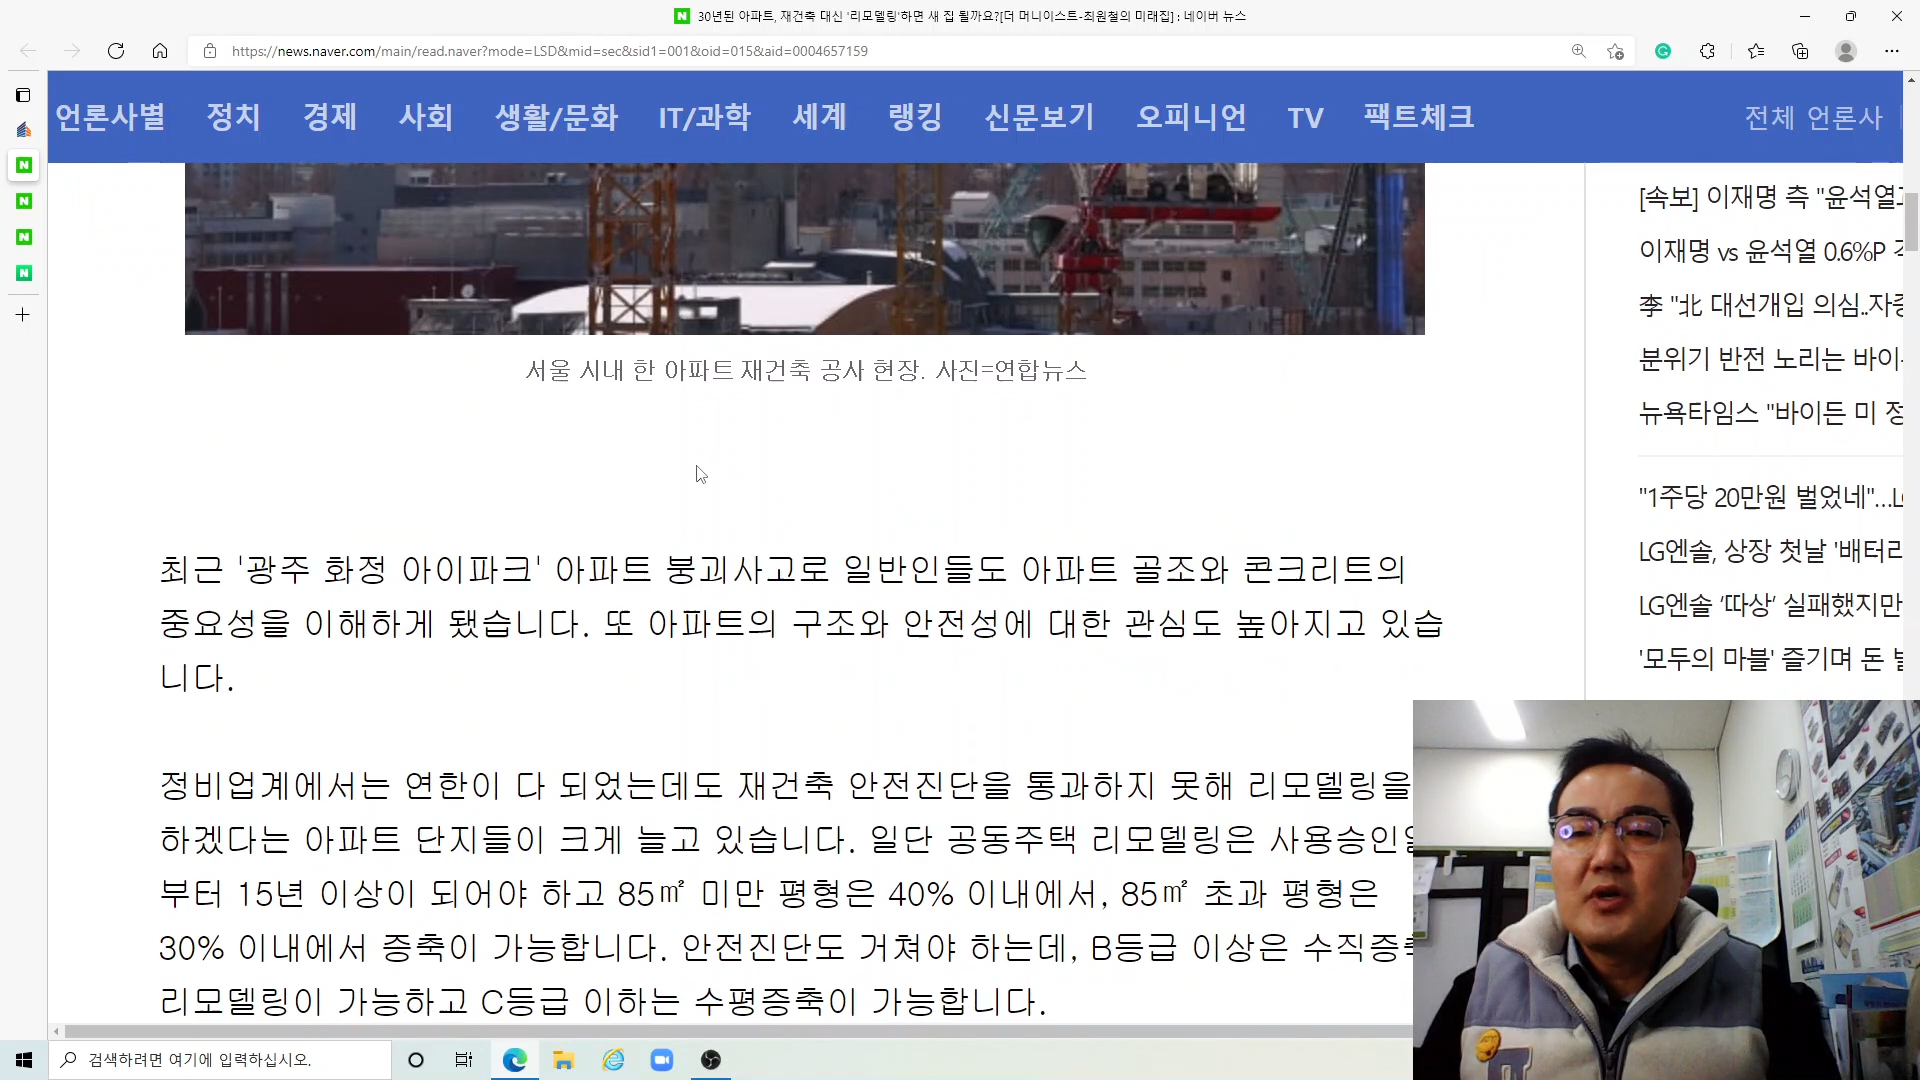 30년된 아파트, 재건축 대신 '리모델링'하면 새 집 될까요?[더 머니이스트-최원철의 미래집] : 네이버 뉴스
https://news.naver.com/main/read.naver?mode=LSD&mid=sec&sid1=001&oid=015&aid=0004657159
언론사별 정치 경제 사회 생활/문화 IT/과학 세계 랭킹 신문보기 오피니언 TV 팩트체크 전체 언론사
[속보] 이재명 측 "윤석열
이재명 vs 윤석열 0.6%P
李 "北 대선개입 의심..자
분위기 반전 노리는 바이
뉴욕타임스 "바이든 미 정
"1주당 20만원 벌었네"...
LG엔솔, 상장 첫날 '배터리
LG엔솔 '따상' 실패했지만
'모두의 마블' 즐기며 돈
서울 시내 한 아파트 재건축 공사 현장. 사진=연합뉴스
최근 '광주 화정 아이파크' 아파트 붕괴사고로 일반인들도 아파트 골조와 콘크리트의
중요성을 이해하게 됐습니다. 또 아파트의 구조와 안전성에 대한 관심도 높아지고 있습
니다.
정비업계에서는 연한이 다 되었는데도 재건축 안전진단을 통과하지 못해 리모델링을
하겠다는 아파트 단지들이 크게 늘고 있습니다. 일단 공동주택 리모델링은 사용승인일
부터 15년 이상이 되어야 하고 85㎡ 미만 평형은 40% 이내에서, 85㎡ 초과 평형은
30% 이내에서 증축이 가능합니다. 안전진단도 거쳐야 하는데, B등급 이상은 수직증축
리모델링이 가능하고 C등급 이하는 수평증축이 가능합니다.
검색하려면 여기에 입력하십시오.